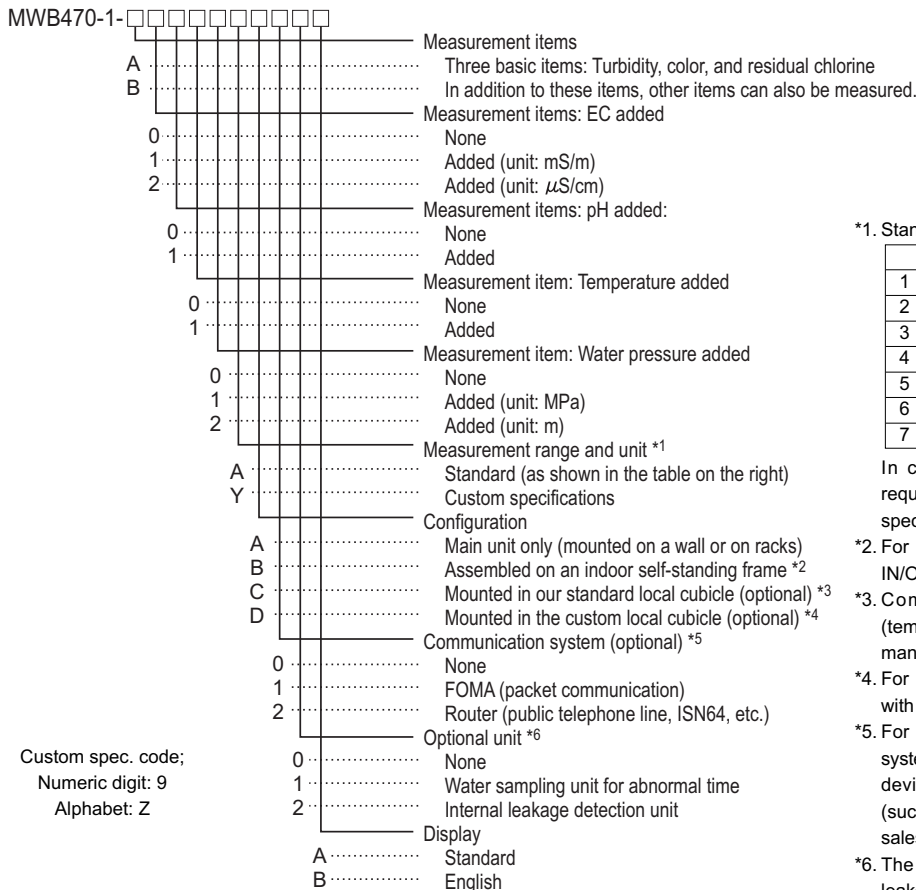 MWB470-1-□□□□□□□□□□
Measurement items
A Three basic items: Turbidity, color, and residual chlorine
B In addition to these items, other items can also be measured.
Measurement items: EC added
0 None
1 Added (unit: mS/m)
2 Added (unit: μS/cm)
Measurement items: pH added:
0 None
1 Added
Measurement item: Temperature added
0 None
1 Added
Measurement item: Water pressure added
0 None
1 Added (unit: MPa)
2 Added (unit: m)
Measurement range and unit *1
A Standard (as shown in the table on the right)
Y Custom specifications
Configuration
A Main unit only (mounted on a wall or on racks)
B Assembled on an indoor self-standing frame *2
C Mounted in our standard local cubicle (optional) *3
D Mounted in the custom local cubicle (optional) *4
Communication system (optional) *5
0 None
1 FOMA (packet communication)
2 Router (public telephone line, ISN64, etc.)
Optional unit *6
0 None
1 Water sampling unit for abnormal time
2 Internal leakage detection unit
Display
A Standard
B English
Custom spec. code;
Numeric digit: 9
Alphabet: Z
*1. Stan
1
2
3
4
5
6
7
In c
requ
spec
*2. For
IN/O
*3. Com
(tem
man
*4. For
with
*5. For
syste
devi
(suc
sales
*6. The